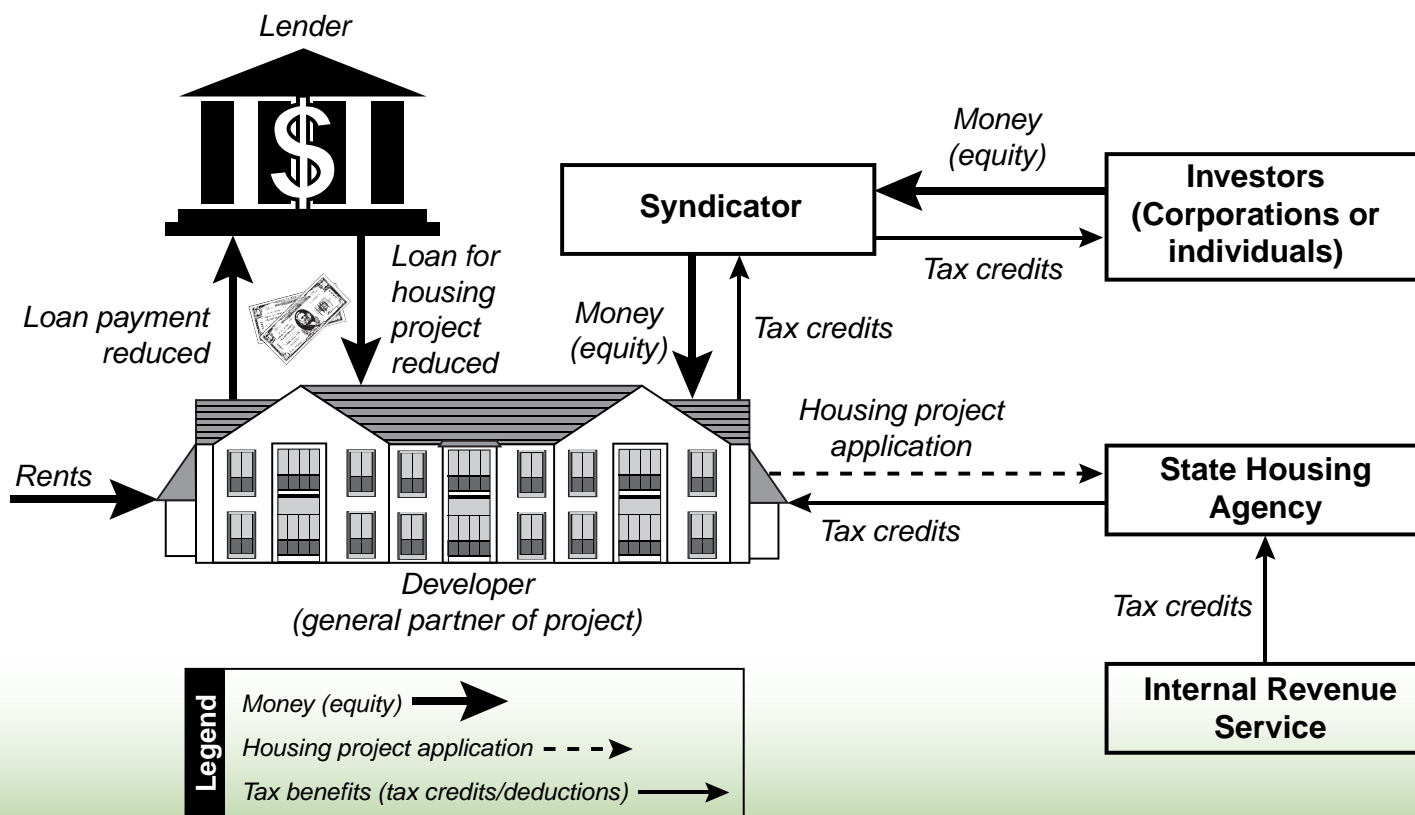 Lender
$
Loan payment
reduced
Loan for
housing
project
reduced
Syndicator
Money
(equity)
Tax credits
Investors
(Corporations or
individuals)
Money
(equity)
Tax credits
Rents
Housing project
application
Tax credits
State Housing
Agency
Tax credits
Internal Revenue
Service
Developer
(general partner of project)
Legend
Money (equity)
Housing project application
Tax benefits (tax credits/deductions)